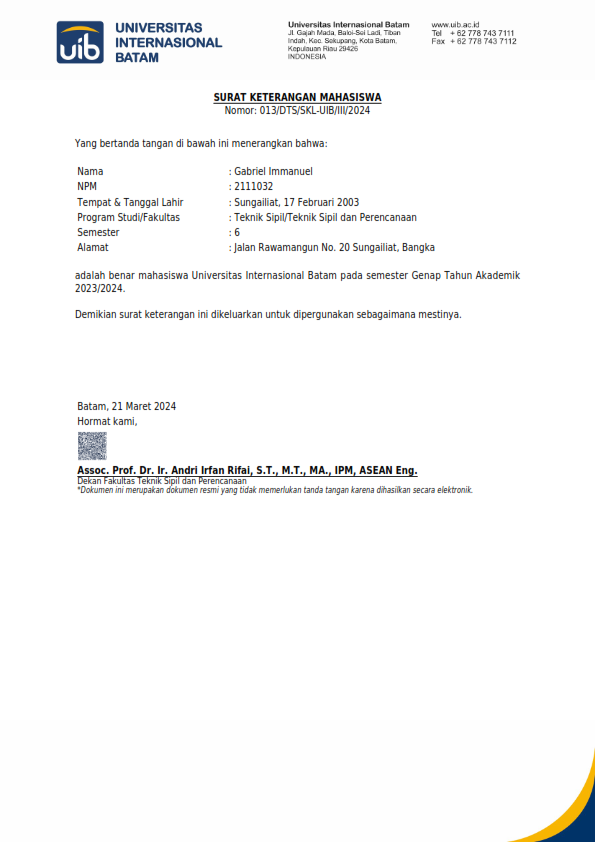 uib
UNIVERSITAS
INTERNASIONAL
BATAM
Universitas Internasional Batam
Jl. Gajah Mada, Baloi-Sei Ladi, Tiban
Indah, Kec. Sekupang, Kota Batam,
Kepulauan Riau 29426
INDONESIA
www.uib.ac.id
Tel + 62 778 743 7111
Fax + 62 778 743 7112
SURAT KETERANGAN MAHASISWA
Nomor: 013/DTS/SKL-UIB/III/2024
Yang bertanda tangan di bawah ini menerangkan bahwa:
Nama : Gabriel Immanuel
NPM : 2111032
Tempat & Tanggal Lahir : Sungailiat, 17 Februari 2003
Program Studi/Fakultas : Teknik Sipil/Teknik Sipil dan Perencanaan
Semester : 6
Alamat : Jalan Rawamangun No. 20 Sungailiat, Bangka
adalah benar mahasiswa Universitas Internasional Batam pada semester Genap Tahun Akademik
2023/2024.
Demikian surat keterangan ini dikeluarkan untuk dipergunakan sebagaimana mestinya.
Batam, 21 Maret 2024
Hormat kami,
Assoc. Prof. Dr. Ir. Andri Irfan Rifai, S.T., M.T., MA., IPM, ASEAN Eng.
Dekan Fakultas Teknik Sipil dan Perencanaan
*Dokumen ini merupakan dokumen resmi yang tidak memerlukan tanda tangan karena dihasilkan secara elektronik.